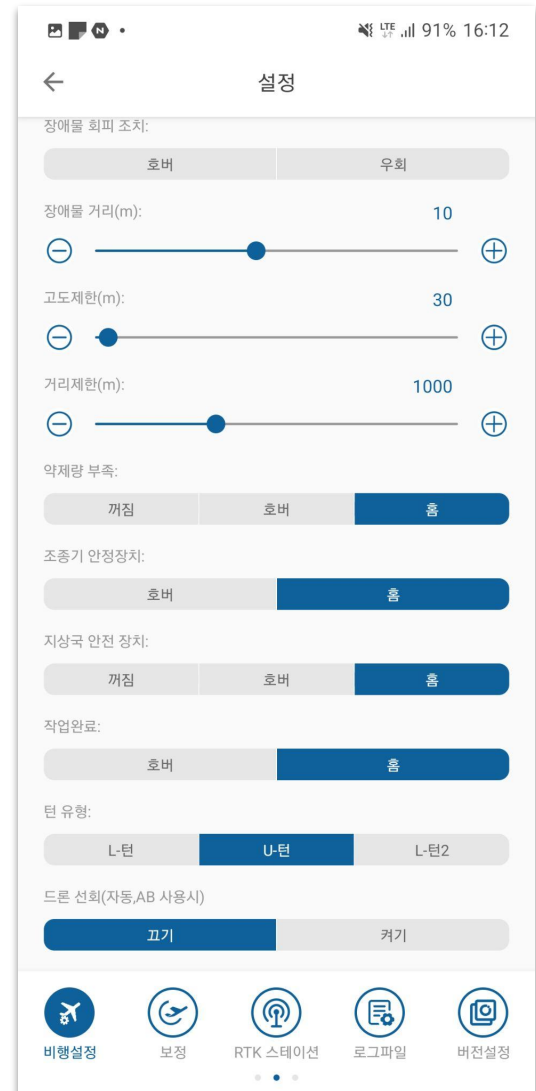 LTE 91% 16:12
설정
장애물 회피 조치:
호버 우회
장애물 거리(m): 10
고도제한(m): 30
거리제한(m): 1000
약제량 부족:
꺼짐 호버 홈
조종기 안정장치:
호버 홈
지상국 안전 장치:
꺼짐 호버 홈
작업완료:
호버 홈
턴 유형:
L-턴 U-턴 L-턴2
드론 선회(자동,AB 사용시)
끄기 켜기
비행설정 보정 RTK 스테이션 로그파일 버전설정